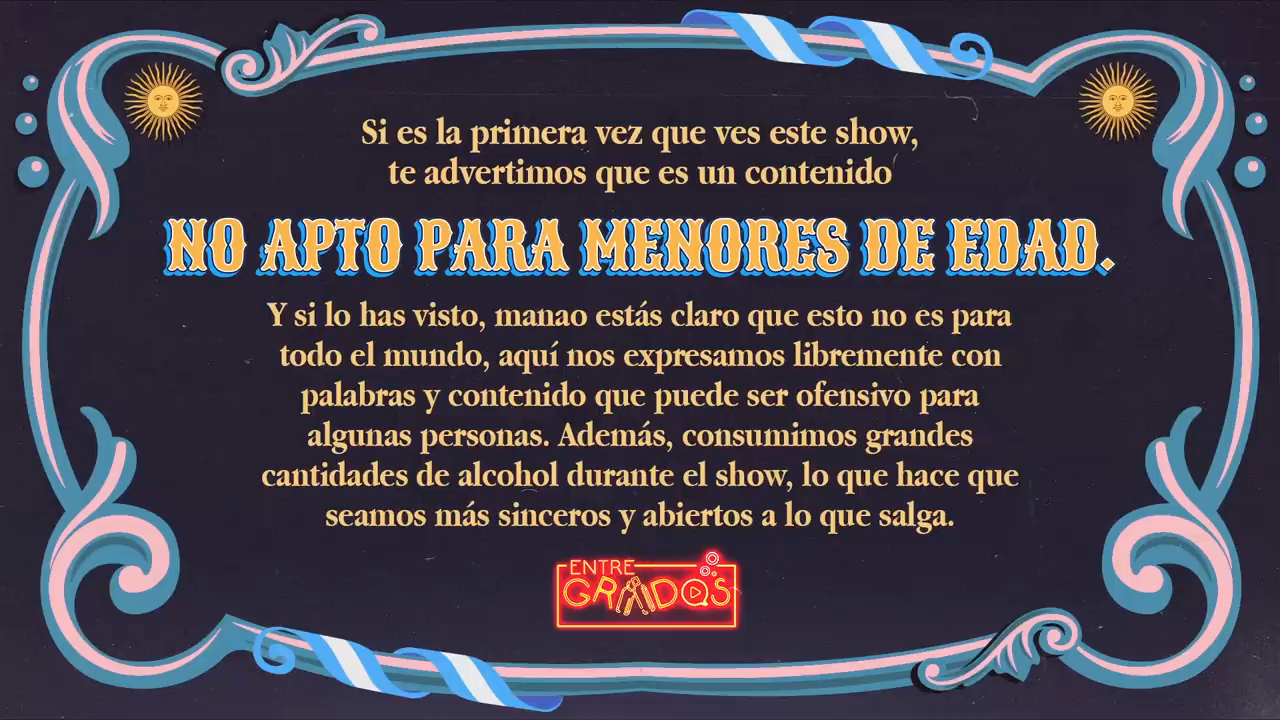 Si es la primera vez que ves este show,
te advertimos que es un contenido
NO APTO PARA MENORES DE EDAD.
Y si lo has visto, manao estás claro que esto no es para
todo el mundo, aquí nos expresamos libremente con
palabras y contenido que puede ser ofensivo para
algunas personas. Además, consumimos grandes
cantidades de alcohol durante el show, lo que hace que
seamos más sinceros y abiertos a lo que salga.
ENTRE
GRADOS